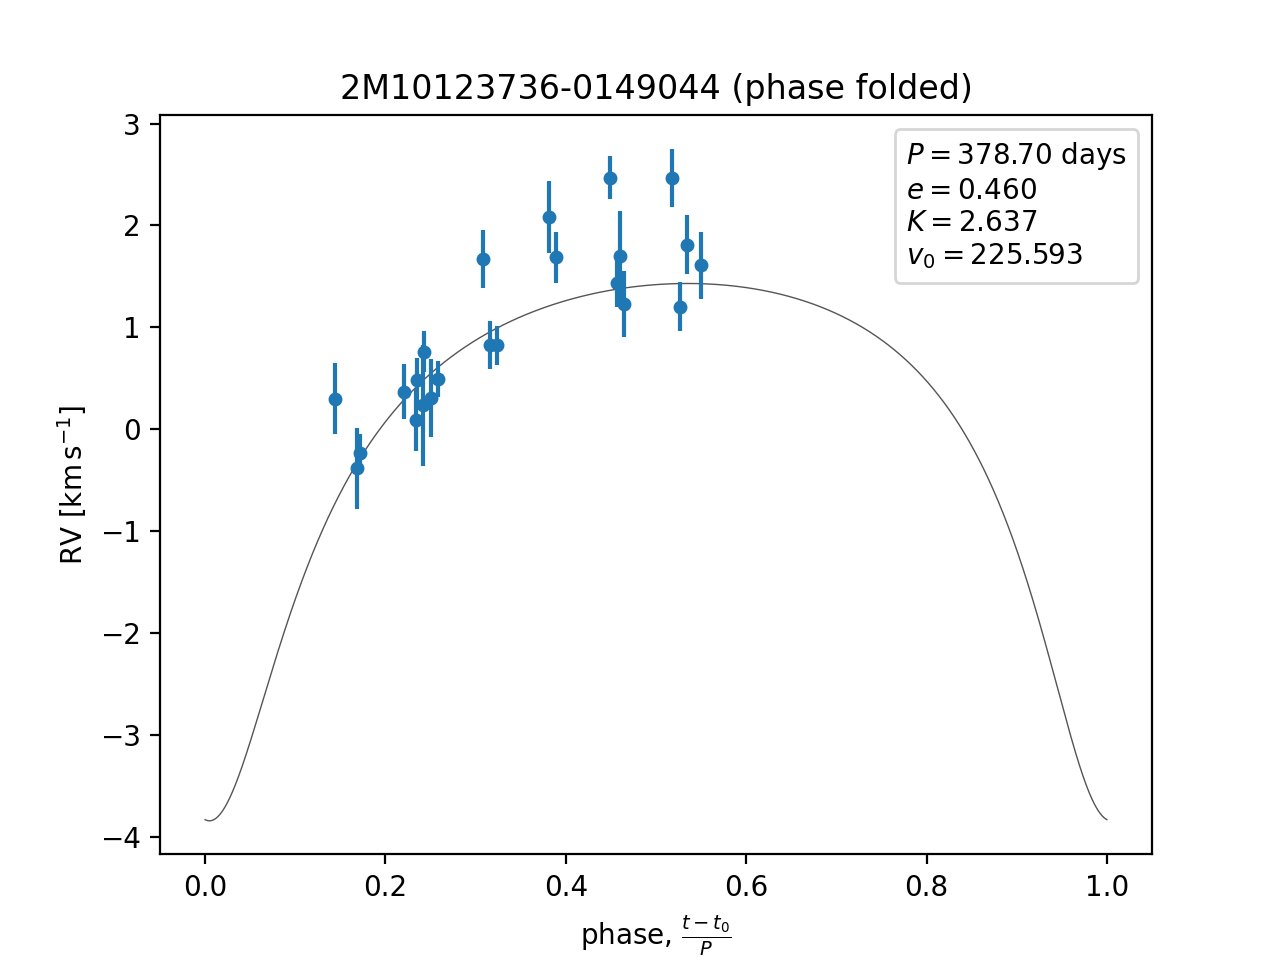 2M10123736-0149044 (phase folded)
P = 378.70 days
e = 0.460
K = 2.637
v₀ = 225.593
3
2
1
0
−1
−2
−3
−4
RV [km s⁻¹]
0.0 0.2 0.4 0.6 0.8 1.0
phase, (t − t₀)/P